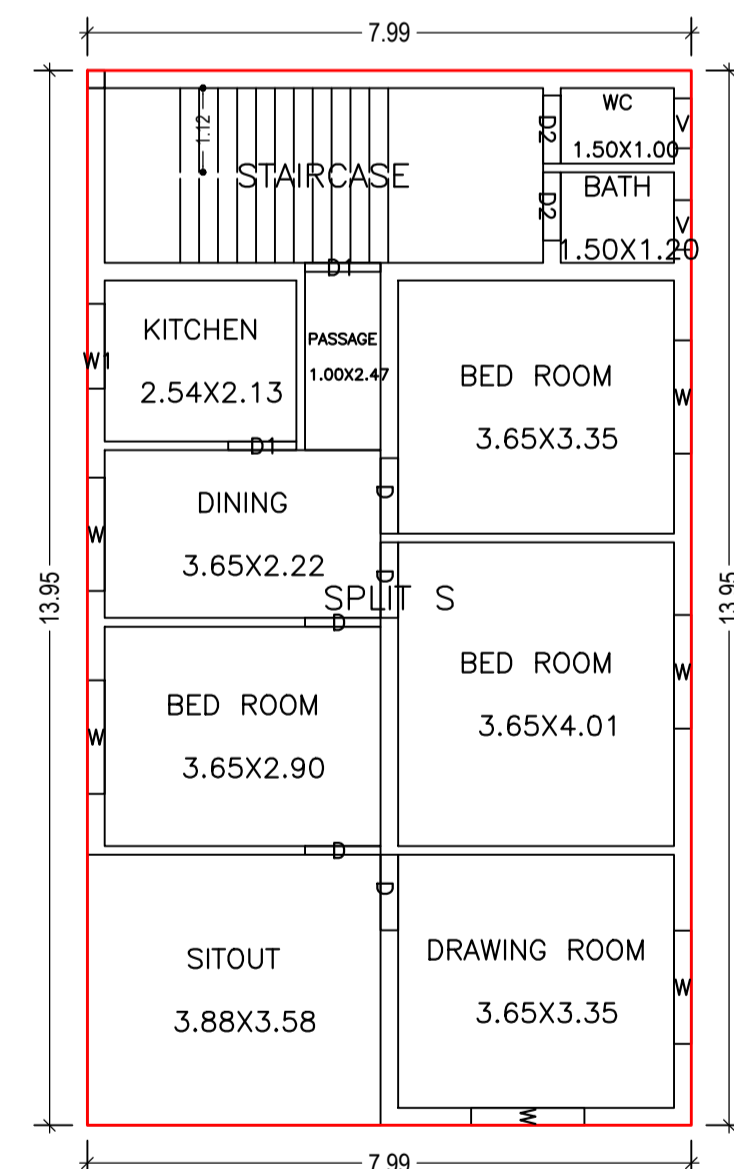 7.99
WC
1.50X1.00
V
D2
1.12
STAIRCASE
BATH
D2
V
1.50X1.20
D1
KITCHEN
2.54X2.13
W1
PASSAGE
1.00X2.47
BED ROOM
3.65X3.35
W
D1
DINING
3.65X2.22
W
D
D
SPLIT S
13.95
13.95
D
BED ROOM
3.65X4.01
W
BED ROOM
3.65X2.90
W
D
D
SITOUT
3.88X3.58
DRAWING ROOM
3.65X3.35
W
W
7.99